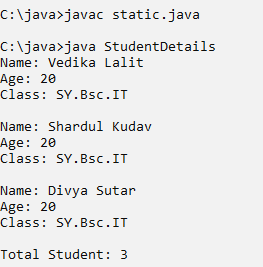 C:\java>javac static.java
C:\java>java StudentDetails
Name: Vedika Lalit
Age: 20
Class: SY.Bsc.IT
Name: Shardul Kudav
Age: 20
Class: SY.Bsc.IT
Name: Divya Sutar
Age: 20
Class: SY.Bsc.IT
Total Student: 3